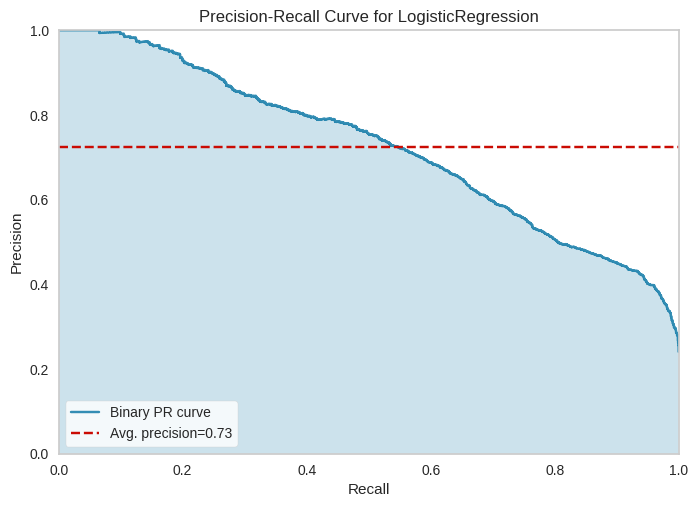 Precision-Recall Curve for LogisticRegression
1.0
0.8
0.6
0.4
0.2
0.0
Precision
Binary PR curve
Avg. precision=0.73
0.0 0.2 0.4 0.6 0.8 1.0
Recall